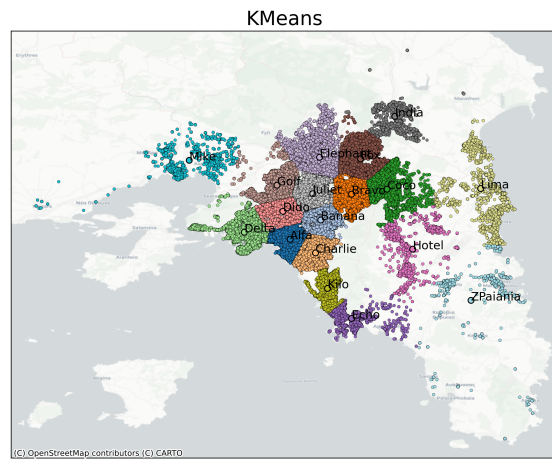 KMeans
India
Mike
Elephant
Fox
Golf
Juliet
Bravo
Coco
Lima
Dido
Banana
Delta
Alfa
Charlie
Hotel
Kilo
ZPaiania
Echo
(C) OpenStreetMap contributors (C) CARTO